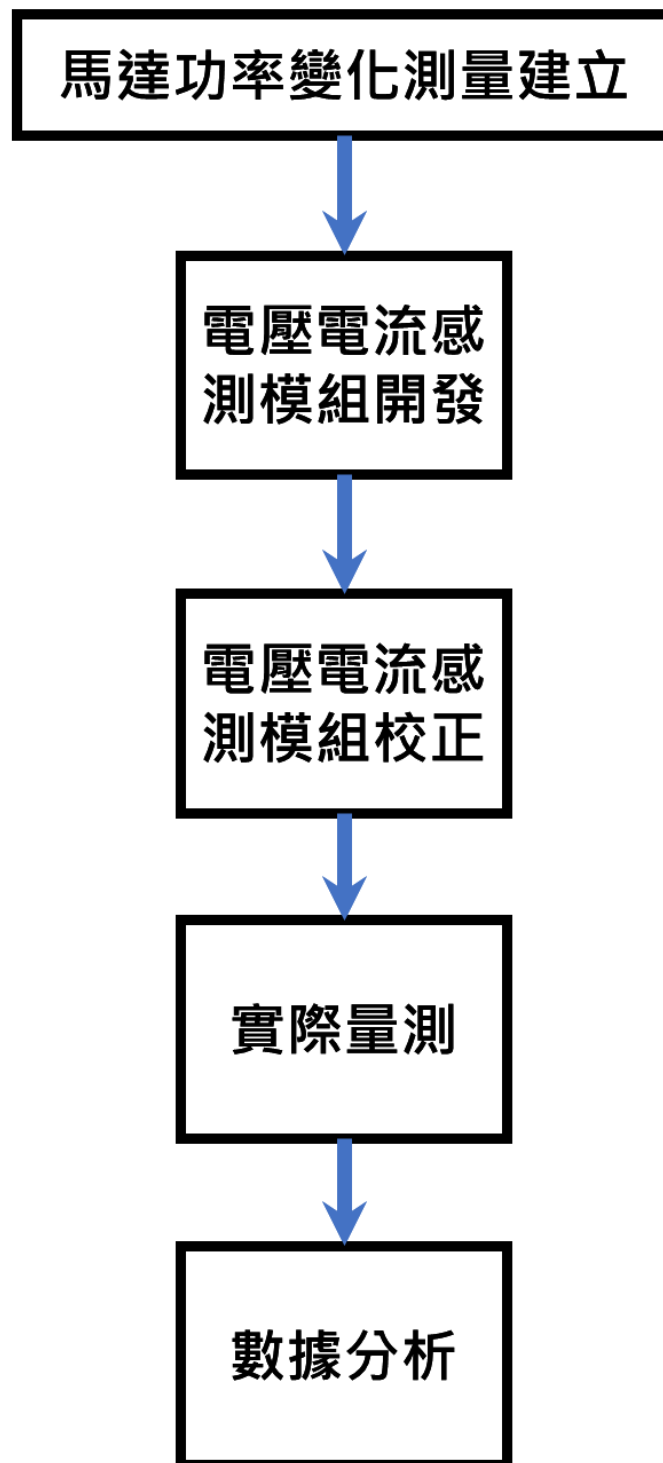 馬達功率變化測量建立
電壓電流感
測模組開發
電壓電流感
測模組校正
實際量測
數據分析